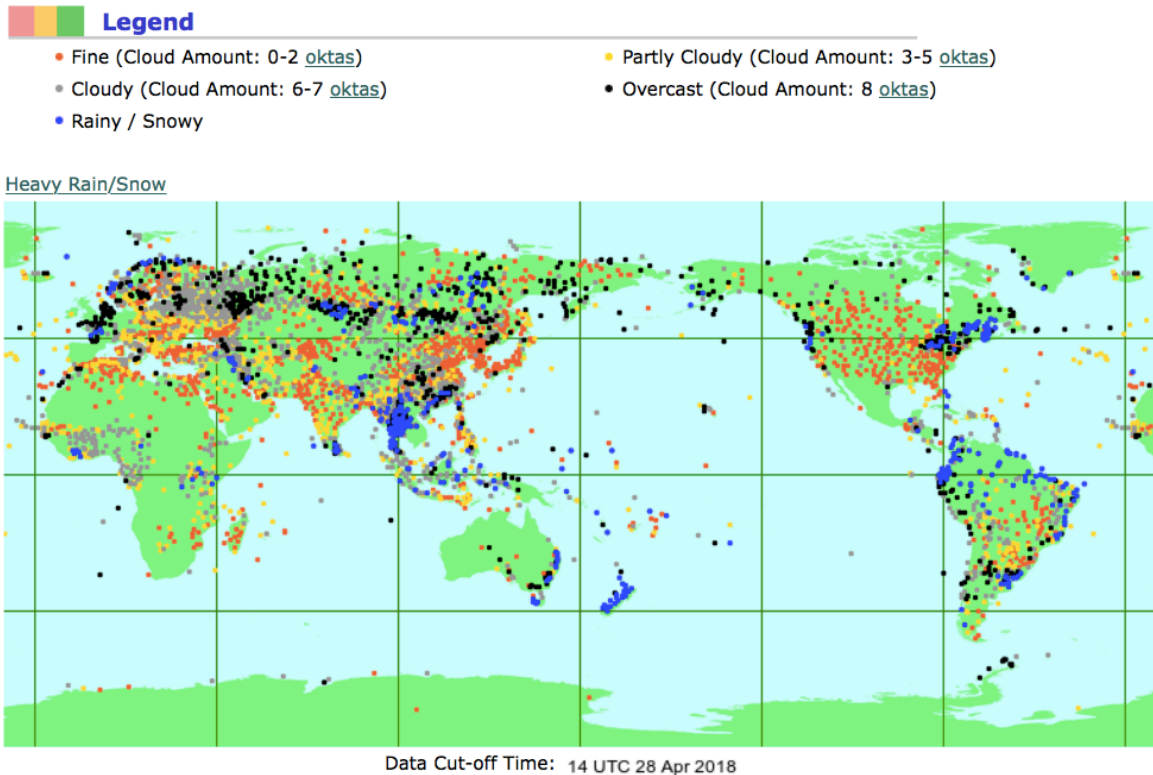 Legend
Fine (Cloud Amount: 0-2 oktas)
Partly Cloudy (Cloud Amount: 3-5 oktas)
Cloudy (Cloud Amount: 6-7 oktas)
Overcast (Cloud Amount: 8 oktas)
Rainy / Snowy
Heavy Rain/Snow
Data Cut-off Time: 14 UTC 28 Apr 2018